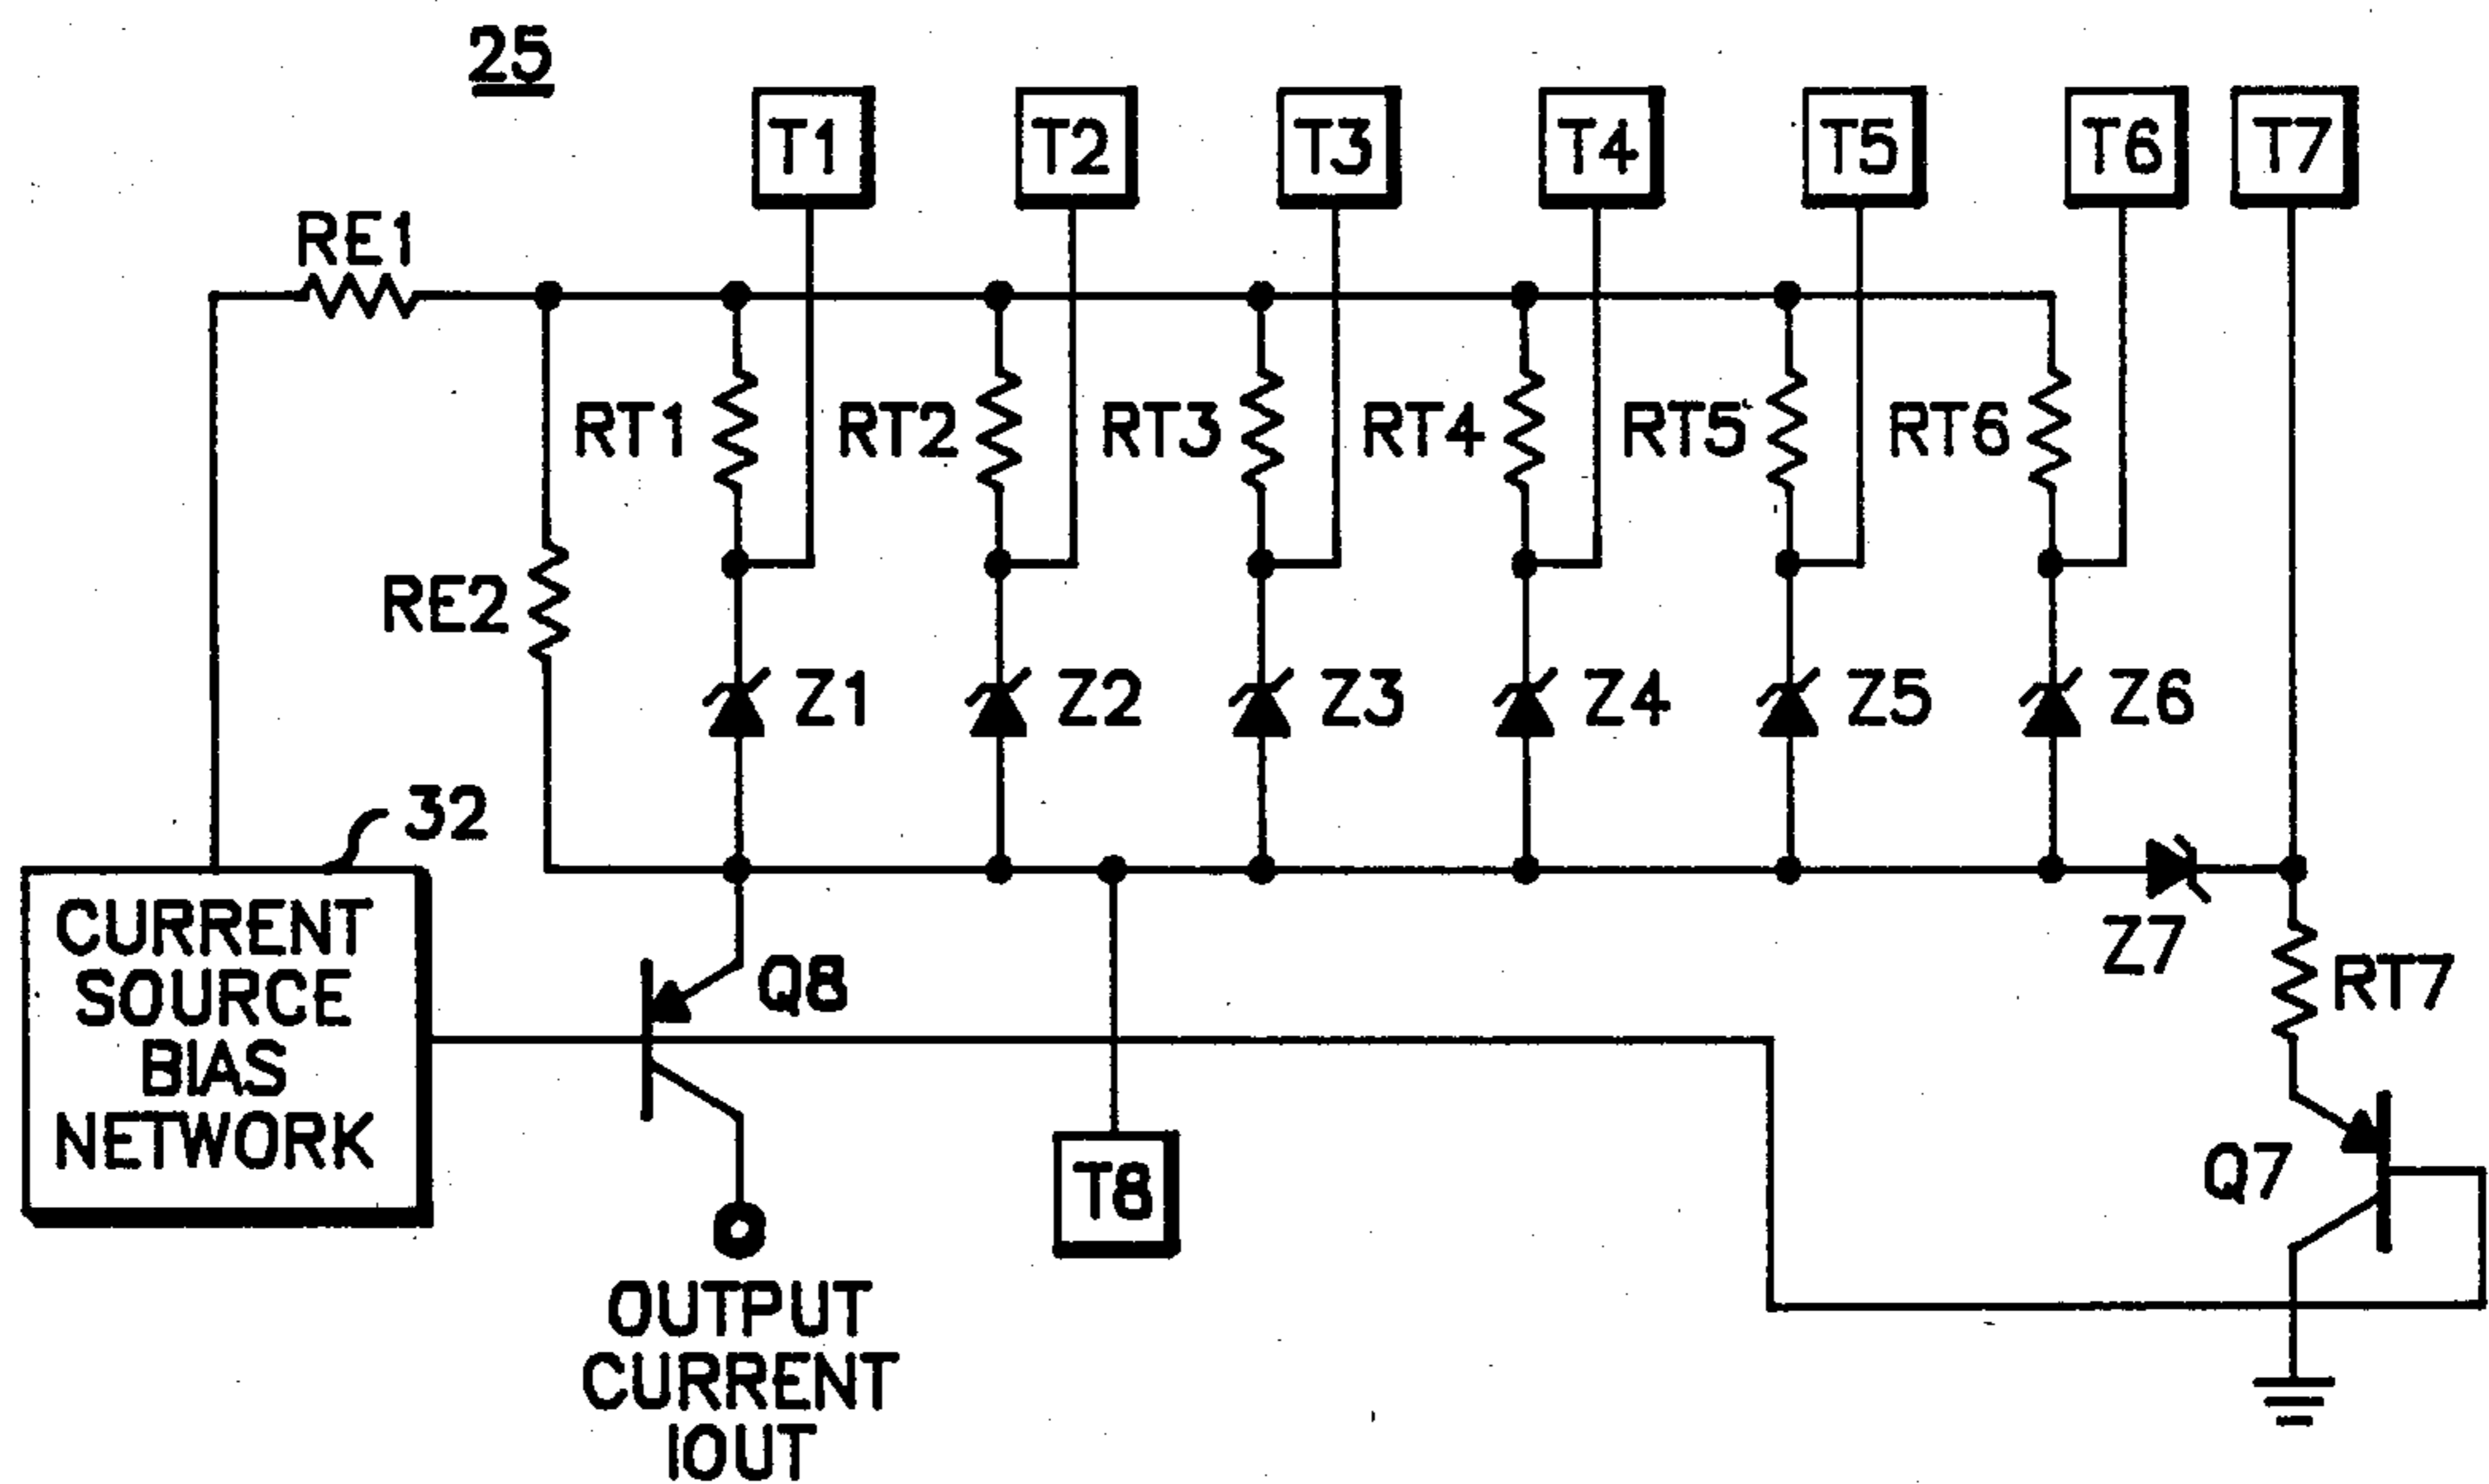 25
T1
T2
T3
T4
T5
T6
T7
RE1
RT1
RT2
RT3
RT4
RT5
RT6
RE2
Z1
Z2
Z3
Z4
Z5
Z6
32
CURRENT
SOURCE
BIAS
NETWORK
Q8
Z7
RT7
T8
Q7
OUTPUT
CURRENT
IOUT